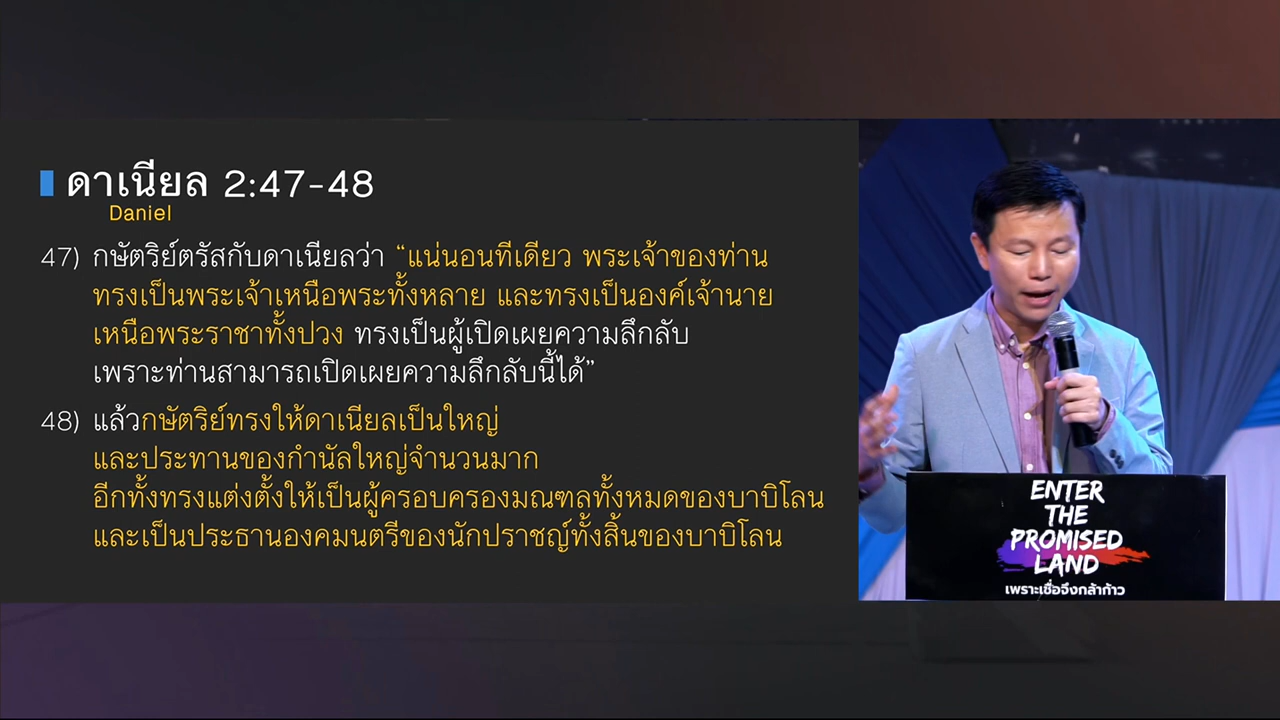 ดาเนียล 2:47-48
Daniel
47) กษัตริย์ตรัสกับดาเนียลว่า “แน่นอนทีเดียว พระเจ้าของท่าน
ทรงเป็นพระเจ้าเหนือพระทั้งหลาย และทรงเป็นองค์เจ้านาย
เหนือพระราชาทั้งปวง ทรงเป็นผู้เปิดเผยความลึกลับ
เพราะท่านสามารถเปิดเผยความลึกลับนี้ได้”
48) แล้วกษัตริย์ทรงให้ดาเนียลเป็นใหญ่
และประทานของกำนัลใหญ่จำนวนมาก
อีกทั้งทรงแต่งตั้งให้เป็นผู้ครอบครองมณฑลทั้งหมดของบาบิโลน
และเป็นประธานองคมนตรีของนักปราชญ์ทั้งสิ้นของบาบิโลน
ENTER
THE
PROMISED
LAND
เพราะเชื่อจึงกล้าก้าว